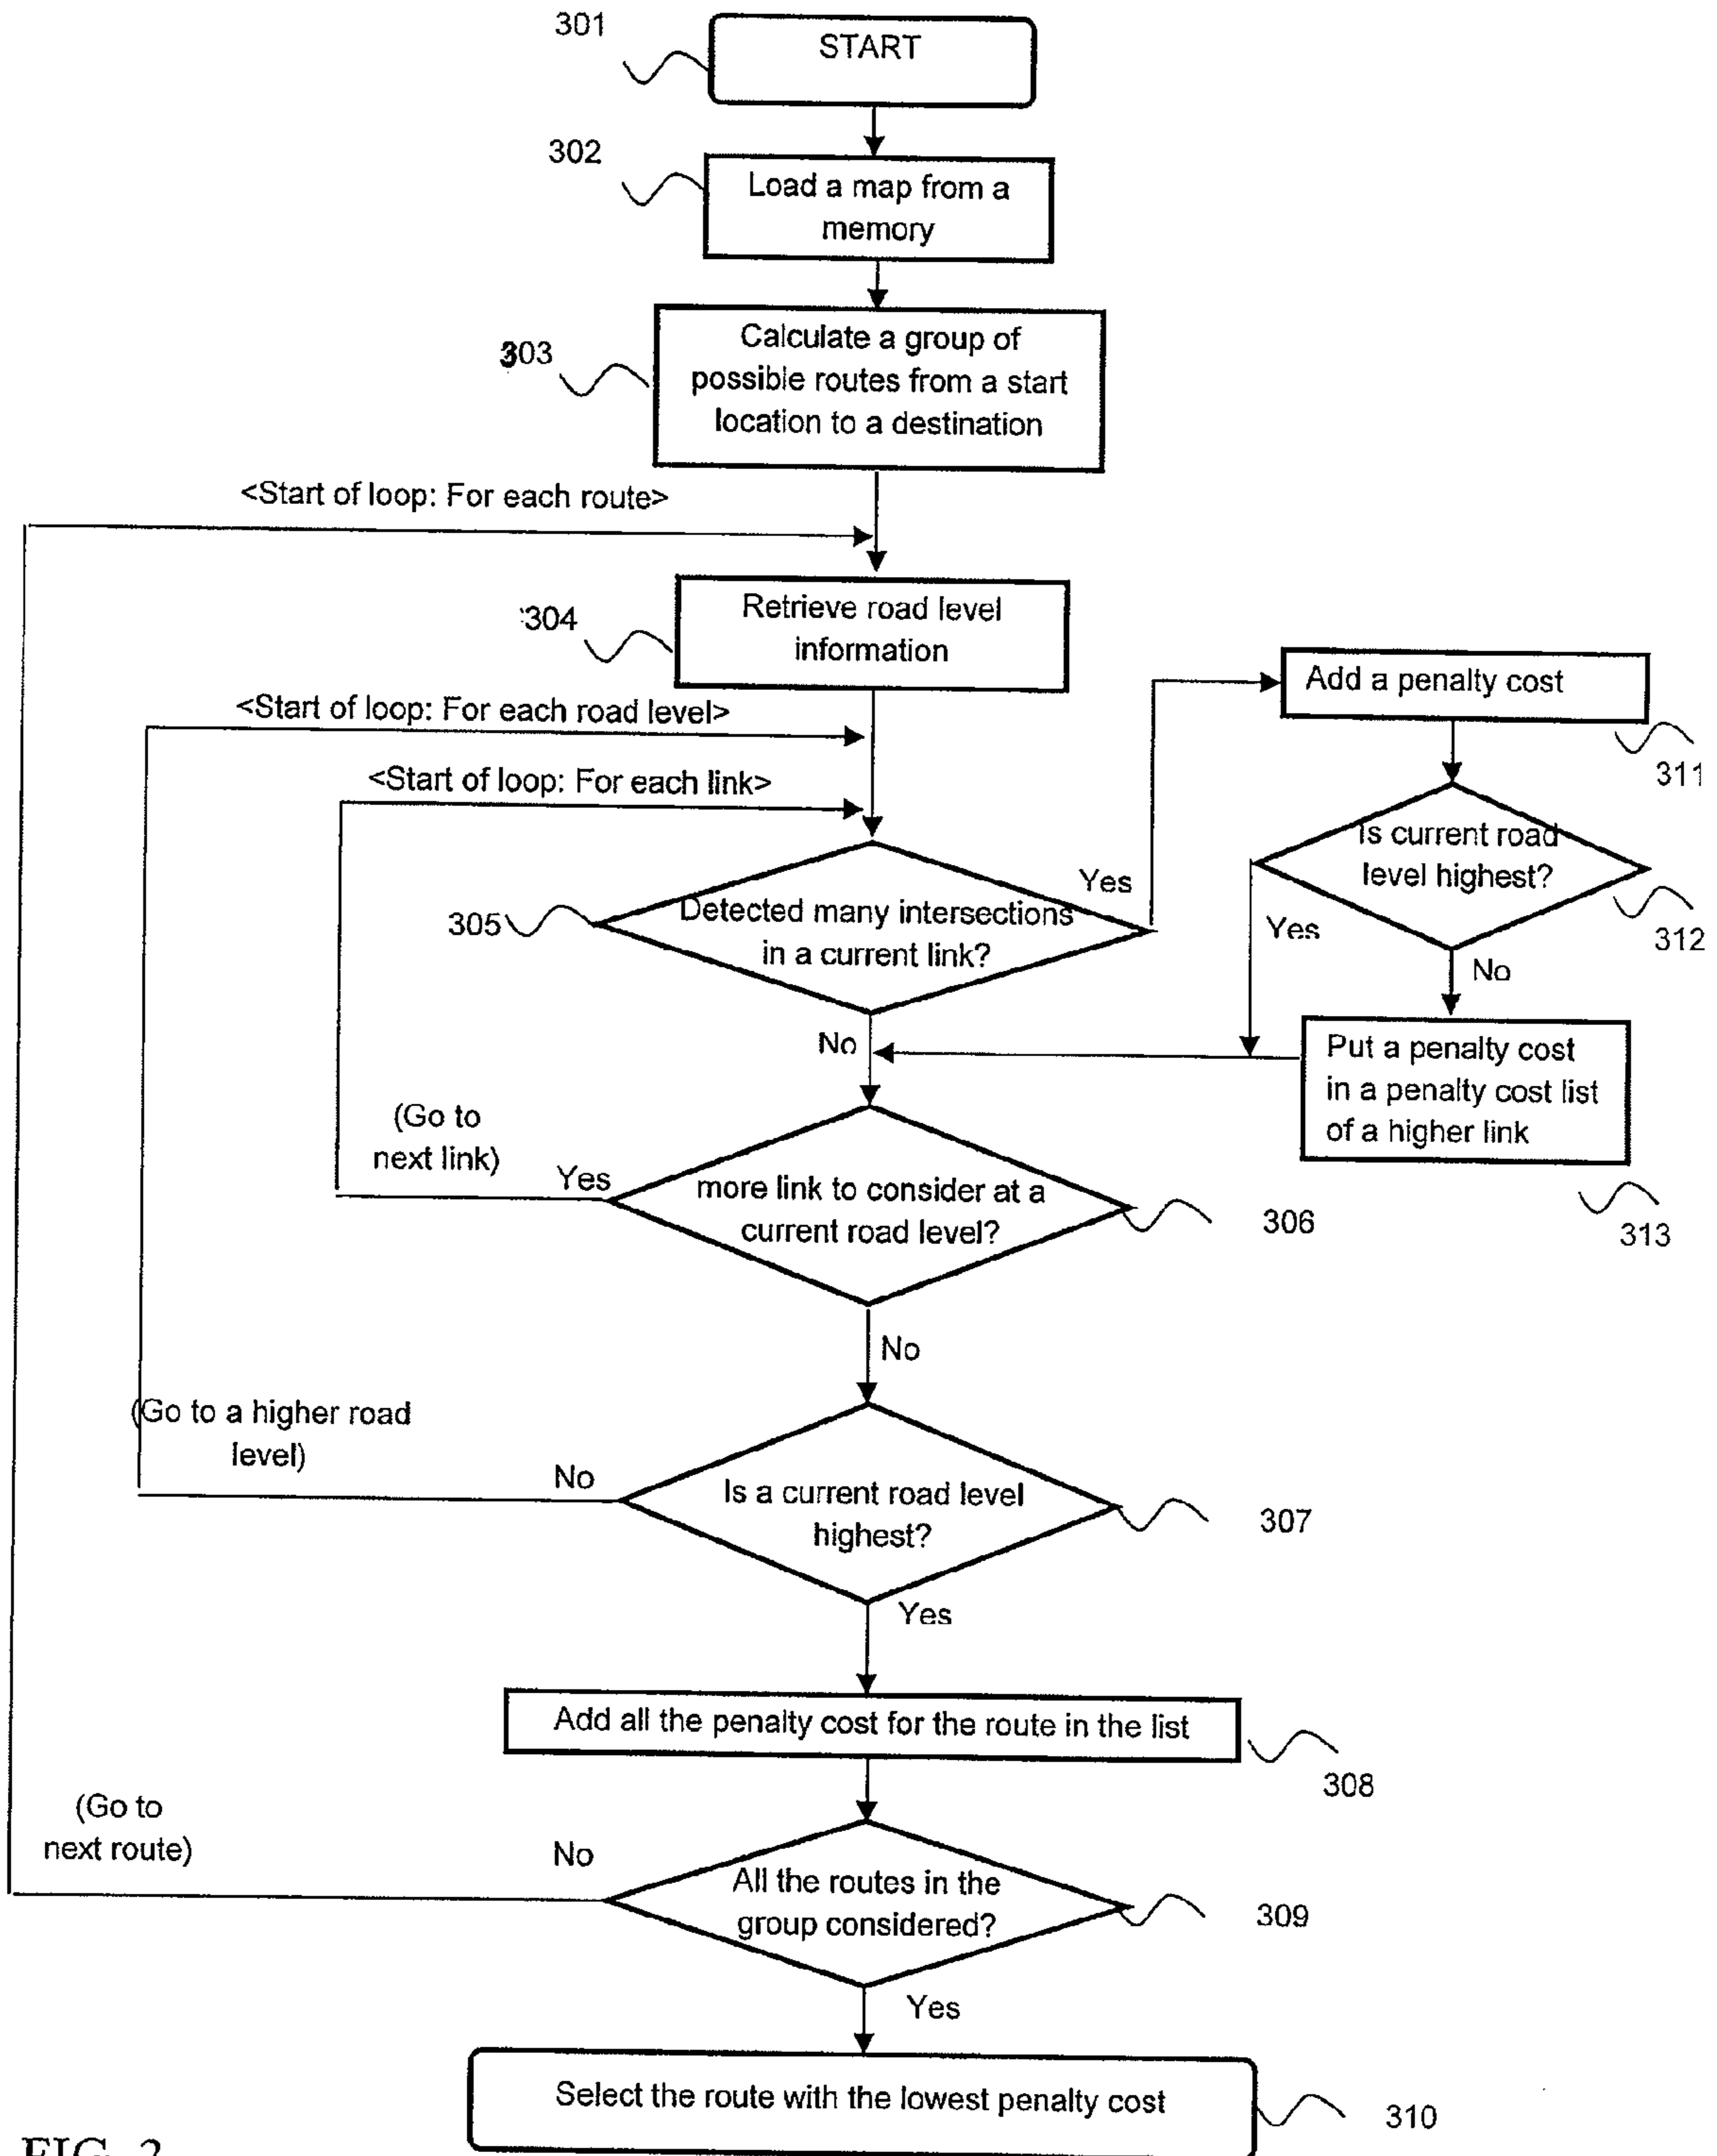 301
START
302
Load a map from a
memory
303
Calculate a group of
possible routes from a start
location to a destination
<Start of loop: For each route>
304
Retrieve road level
information
<Start of loop: For each road level>
<Start of loop: For each link>
Add a penalty cost
311
305
Detected many intersections
in a current link?
Yes
Is current road
level highest?
312
Yes
No
No
Put a penalty cost
in a penalty cost list
of a higher link
313
(Go to
next link)
Yes
more link to consider at a
current road level?
306
No
(Go to a higher road
level)
No
Is a current road level
highest?
307
Yes
Add all the penalty cost for the route in the list
308
(Go to
next route)
No
All the routes in the
group considered?
309
Yes
Select the route with the lowest penalty cost
310